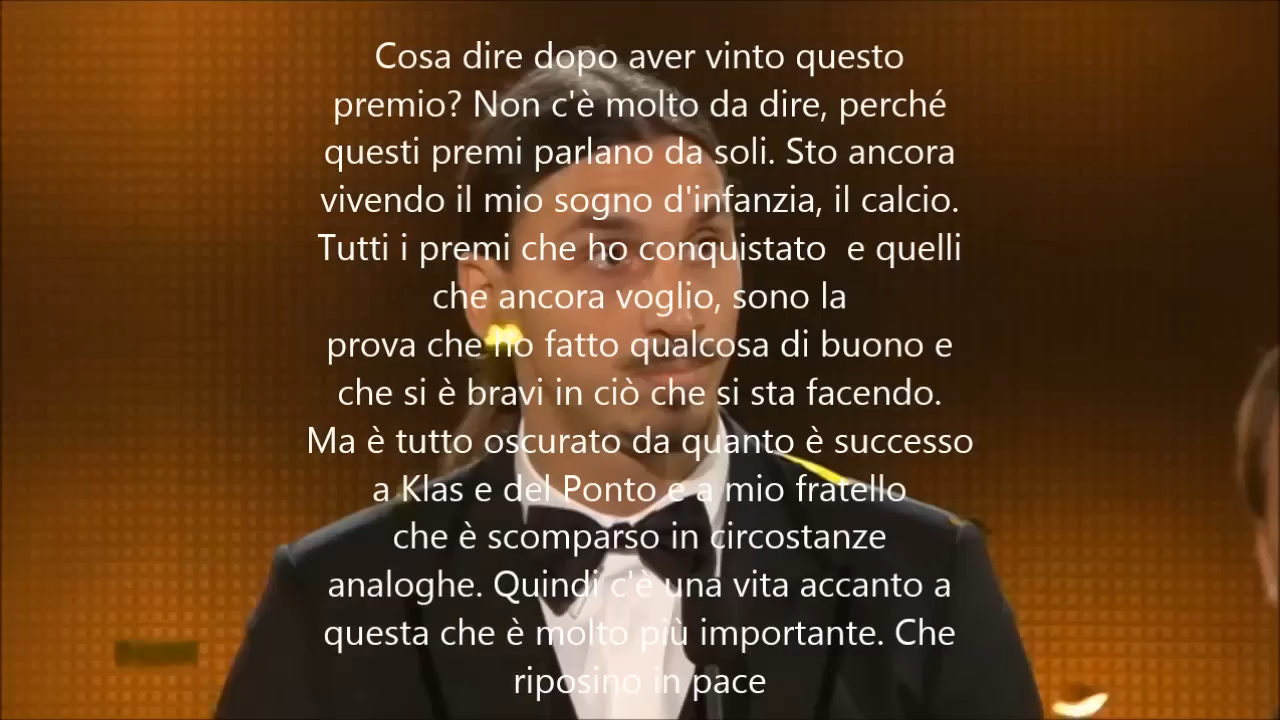 Cosa dire dopo aver vinto questo
premio? Non c'è molto da dire, perché
questi premi parlano da soli. Sto ancora
vivendo il mio sogno d'infanzia, il calcio.
Tutti i premi che ho conquistato  e quelli
che ancora voglio, sono la
prova che ho fatto qualcosa di buono e
che si è bravi in ciò che si sta facendo.
Ma è tutto oscurato da quanto è successo
a Klas e del Ponto e a mio fratello
che è scomparso in circostanze
analoghe. Quindi c'è una vita accanto a
questa che è molto più importante. Che
riposino in pace